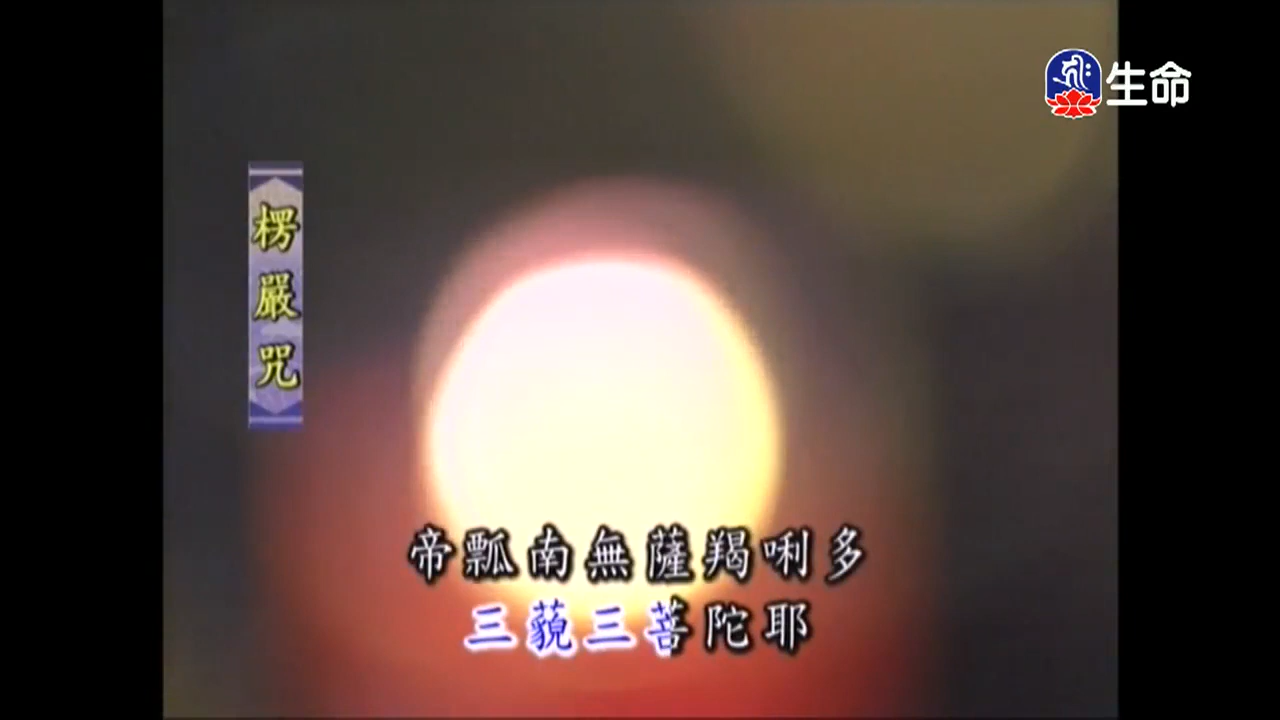 生命
楞嚴咒
帝瓢南無薩羯唎多
三藐三菩陀耶